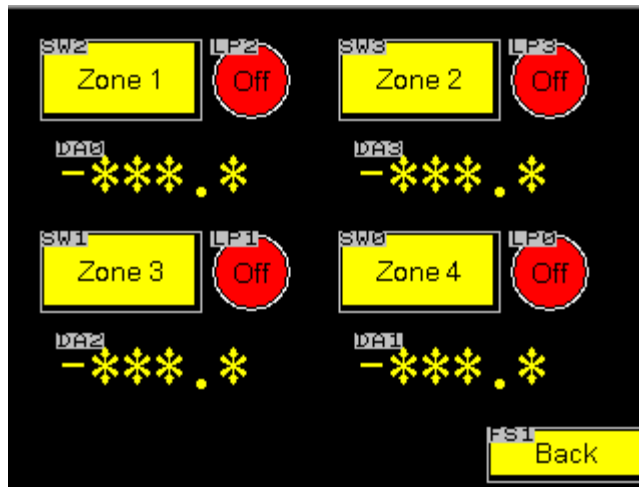 SW2 LP2 SW3 LP3
Zone 1 Off Zone 2 Off
DA0 DA3
-***.* -***.*
SW1 LP1 SW0 LP0
Zone 3 Off Zone 4 Off
DA2 DA1
-***.* -***.*
FS1
Back